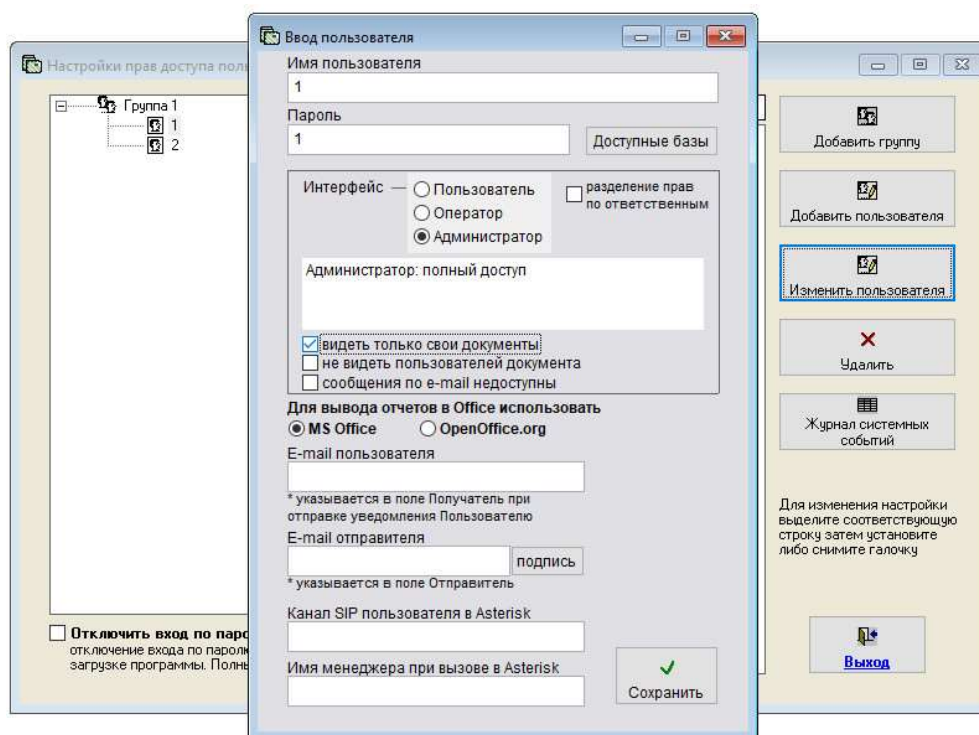 Ввод пользователя
Имя пользователя
1
Пароль
1
Доступные базы
Интерфейс
Пользователь
Оператор
Администратор
разделение прав
по ответственным
Администратор: полный доступ
видеть только свои документы
не видеть пользователей документа
сообщения по e-mail недоступны
Для вывода отчетов в Office использовать
MS Office
OpenOffice.org
E-mail пользователя
* указывается в поле Получатель при
отправке уведомления Пользователю
E-mail отправителя
подпись
* указывается в поле Отправитель
Канал SIP пользователя в Asterisk
Имя менеджера при вызове в Asterisk
Сохранить
Настройки прав доступа
Группа 1
1
2
Отключить вход по
отключение входа по
загрузке программы.
Добавить группу
Добавить пользователя
Изменить пользователя
Удалить
Журнал системных
событий
Для изменения настройки
выделите соответствующую
строку затем установите
либо снимите галочку
Выход